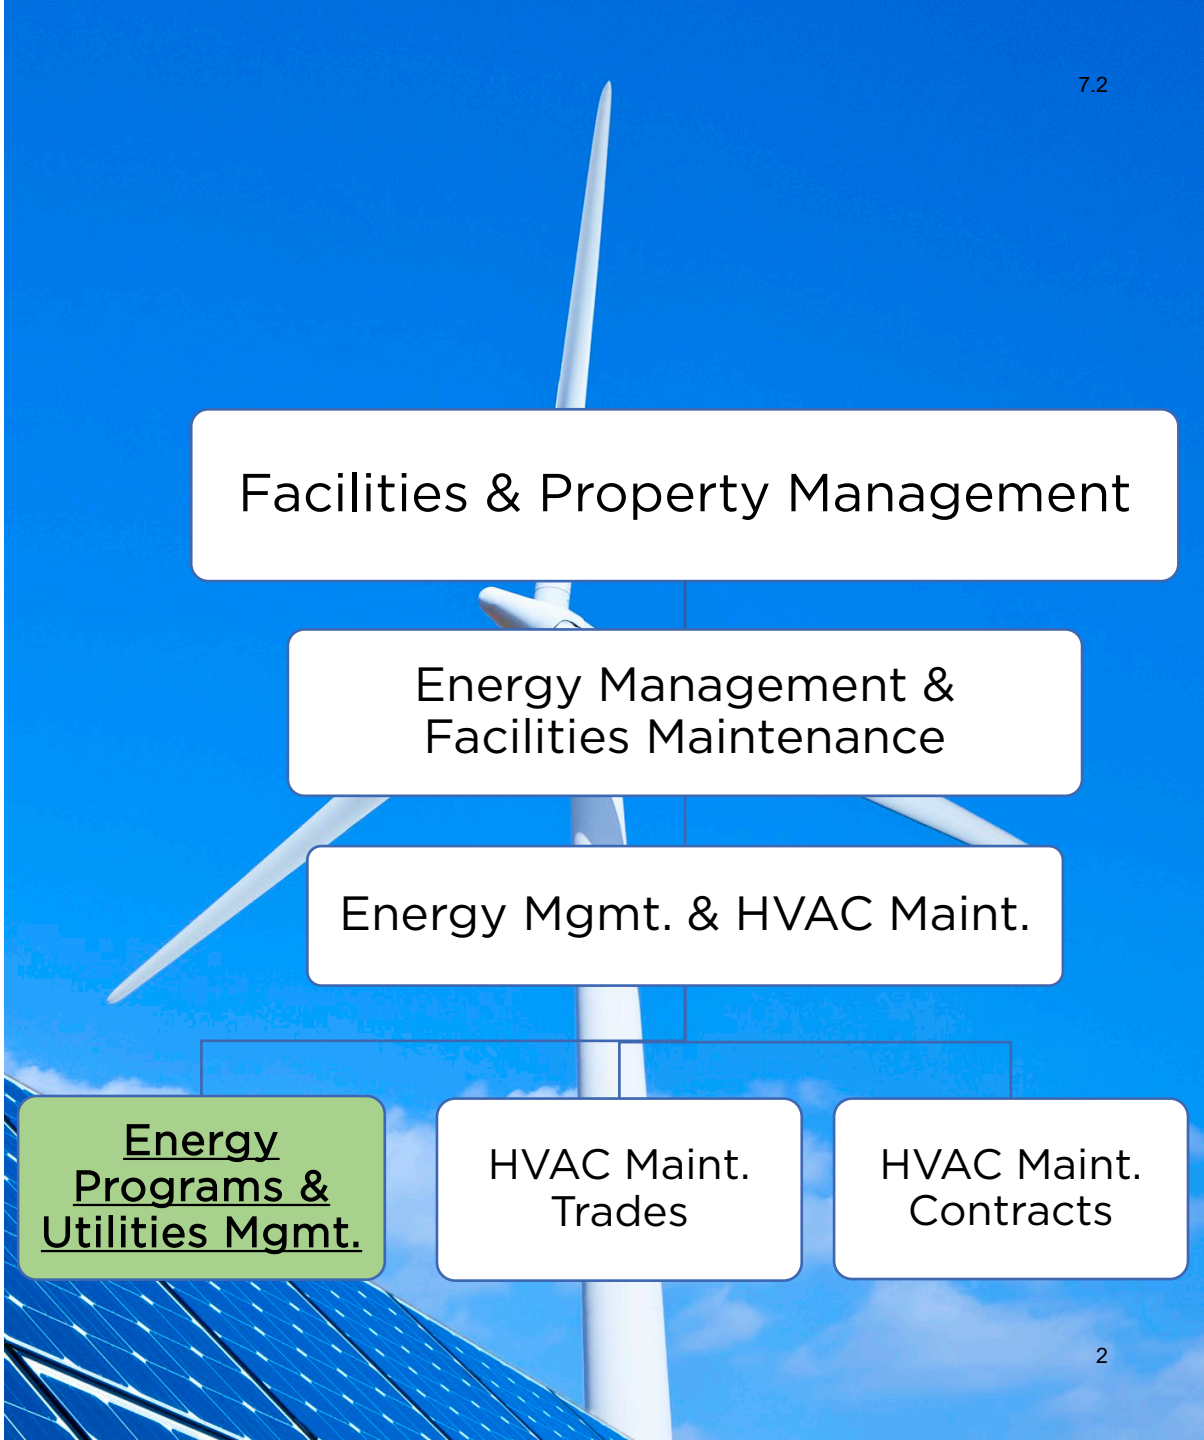 7.2
Facilities & Property Management
Energy Management &
Facilities Maintenance
Energy Mgmt. & HVAC Maint.
Energy
Programs &
Utilities Mgmt.
HVAC Maint.
Trades
HVAC Maint.
Contracts
2